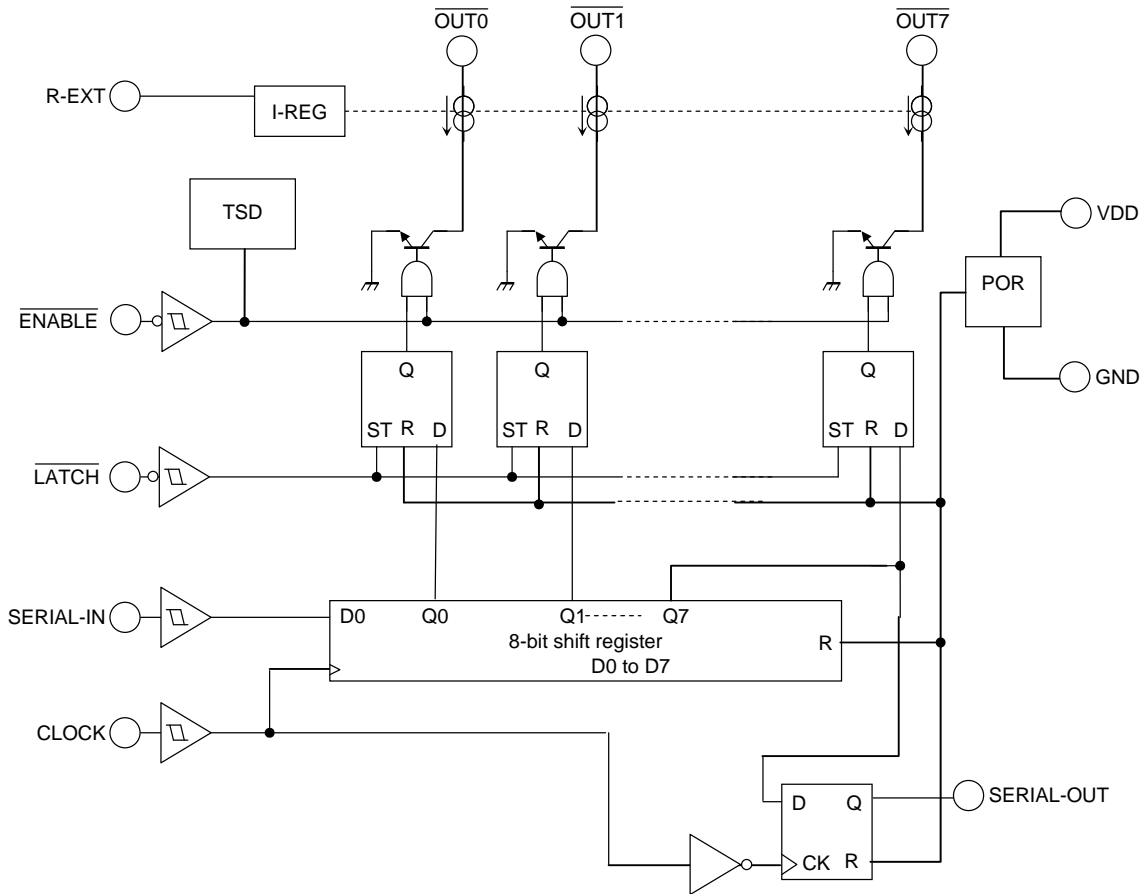 OUT0 OUT1 OUT7
R-EXT
I-REG
TSD
VDD
POR
ENABLE
GND
Q Q Q
ST R D ST R D ST R D
LATCH
SERIAL-IN
D0 Q0 Q1 Q7
8-bit shift register
R
D0 to D7
CLOCK
D Q
SERIAL-OUT
CK R